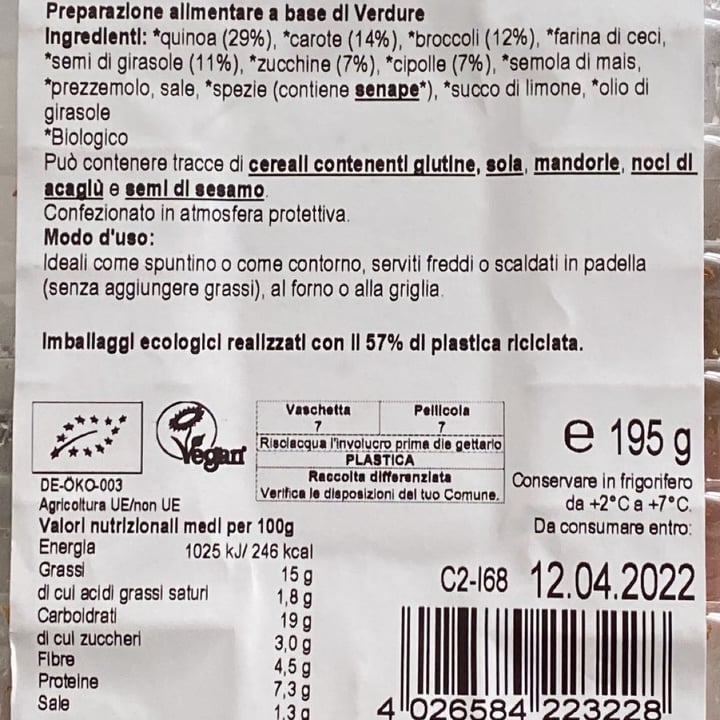 Preparazione alimentare a base di Verdure
Ingredienti: *quinoa (29%), *carote (14%), *broccoli (12%), *farina di ceci,
*semi di girasole (11%), *zucchine (7%), *cipolle (7%), *semola di mais,
*prezzemolo, sale, *spezie (contiene senape*), *succo di limone, *olio di
girasole
*Biologico
Può contenere tracce di cereali contenenti glutine, soia, mandorle, noci di
acagiù e semi di sesamo.
Confezionato in atmosfera protettiva.
Modo d'uso:
Ideali come spuntino o come contorno, serviti freddi o scaldati in padella
(senza aggiungere grassi), al forno o alla griglia.
Imballaggi ecologici realizzati con il 57% di plastica riciclata.
Vegan
Vaschetta Pellicola
7 7
Risciacqua l'involucro prima die gettarlo
PLASTICA
Raccolta differenziata
Verifica le disposizioni del tuo Comune.
e 195 g
DE-ÖKO-003
Agricoltura UE/non UE
Conservare in frigorifero
da +2°C a +7°C.
Da consumare entro:
C2-I68 12.04.2022
Valori nutrizionali medi per 100g
Energia 1025 kJ/ 246 kcal
Grassi 15 g
di cui acidi grassi saturi 1,8 g
Carboidrati 19 g
di cui zuccheri 3,0 g
Fibre 4,5 g
Proteine 7,3 g
Sale 1,3 g
4 026584 223228